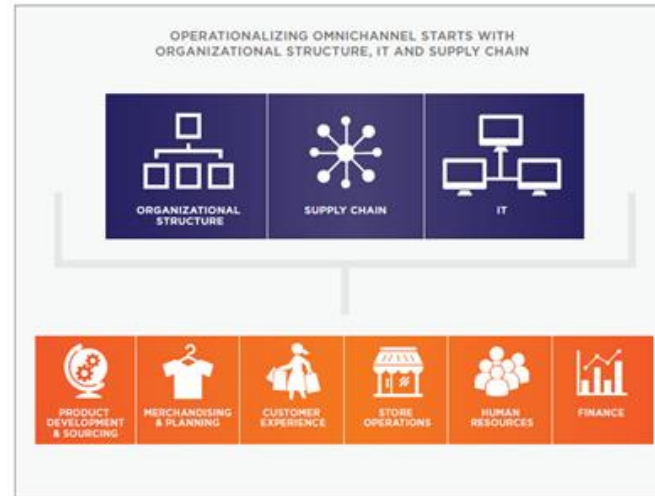 OPERATIONALIZING OMNICHANNEL STARTS WITH
ORGANIZATIONAL STRUCTURE, IT AND SUPPLY CHAIN
ORGANIZATIONAL
STRUCTURE
SUPPLY CHAIN
IT
PRODUCT
DEVELOPMENT
& SOURCING
MERCHANDISING
& PLANNING
CUSTOMER
EXPERIENCE
STORE
OPERATIONS
HUMAN
RESOURCES
FINANCE